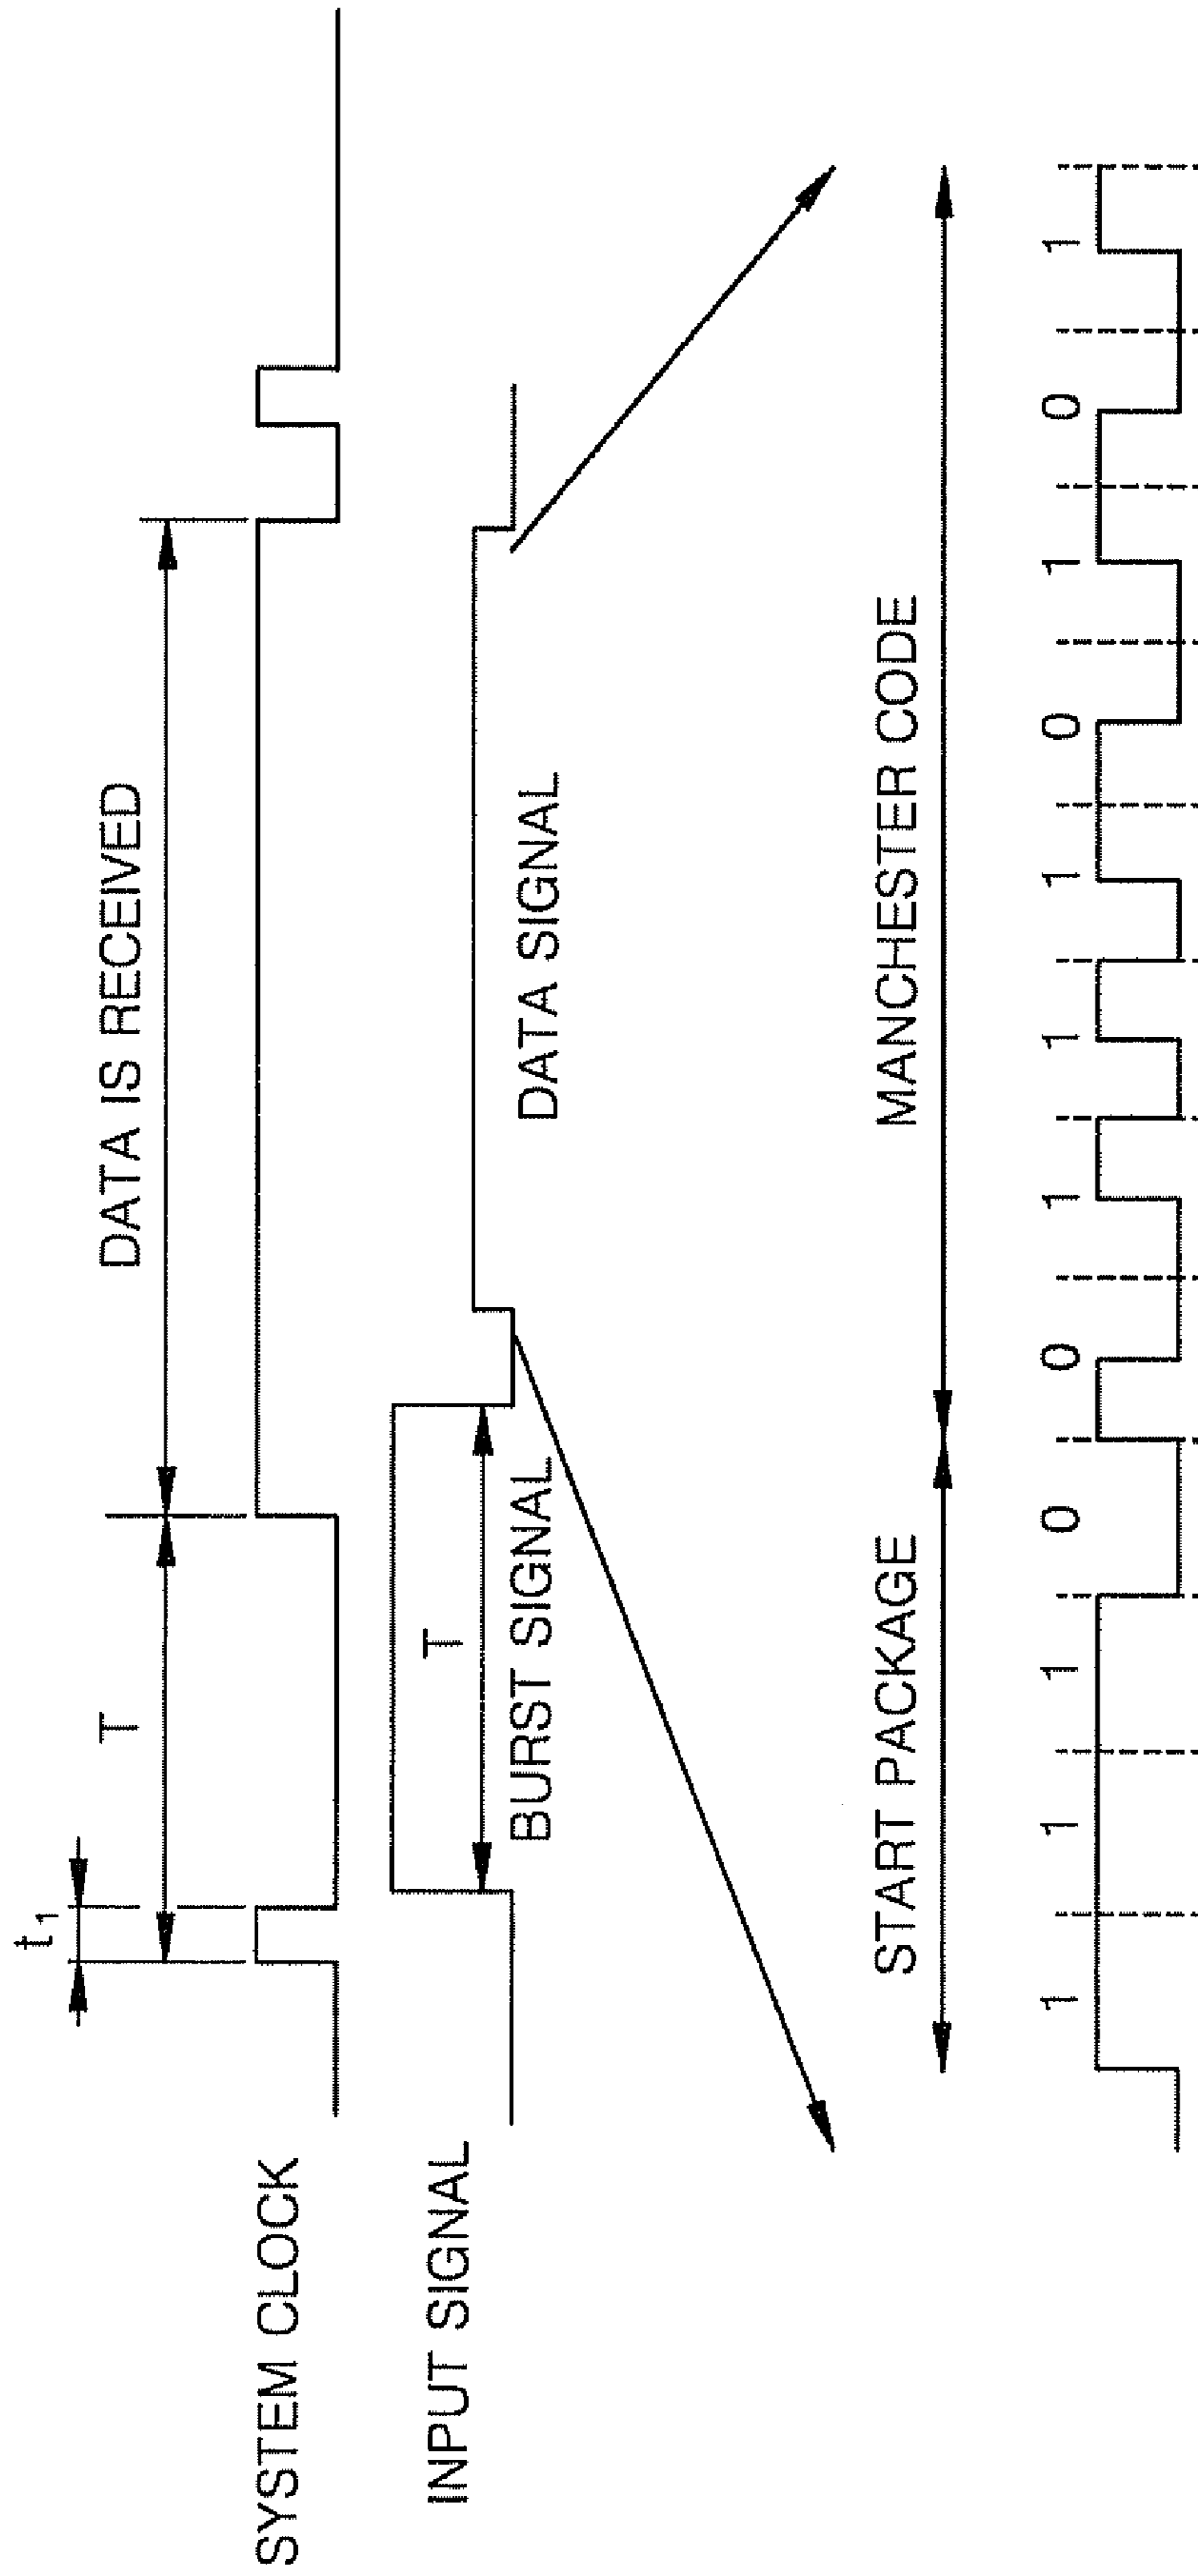 t₁
T
DATA IS RECEIVED
SYSTEM CLOCK
T
INPUT SIGNAL
BURST SIGNAL
DATA SIGNAL
START PACKAGE
MANCHESTER CODE
1 1 1 0 0 1 1 1 0 1 0 1